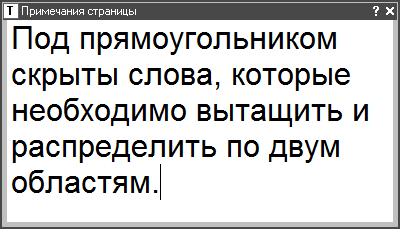 T Примечания страницы ? ×
Под прямоугольником
скрыты слова, которые
необходимо вытащить и
распределить по двум
областям.